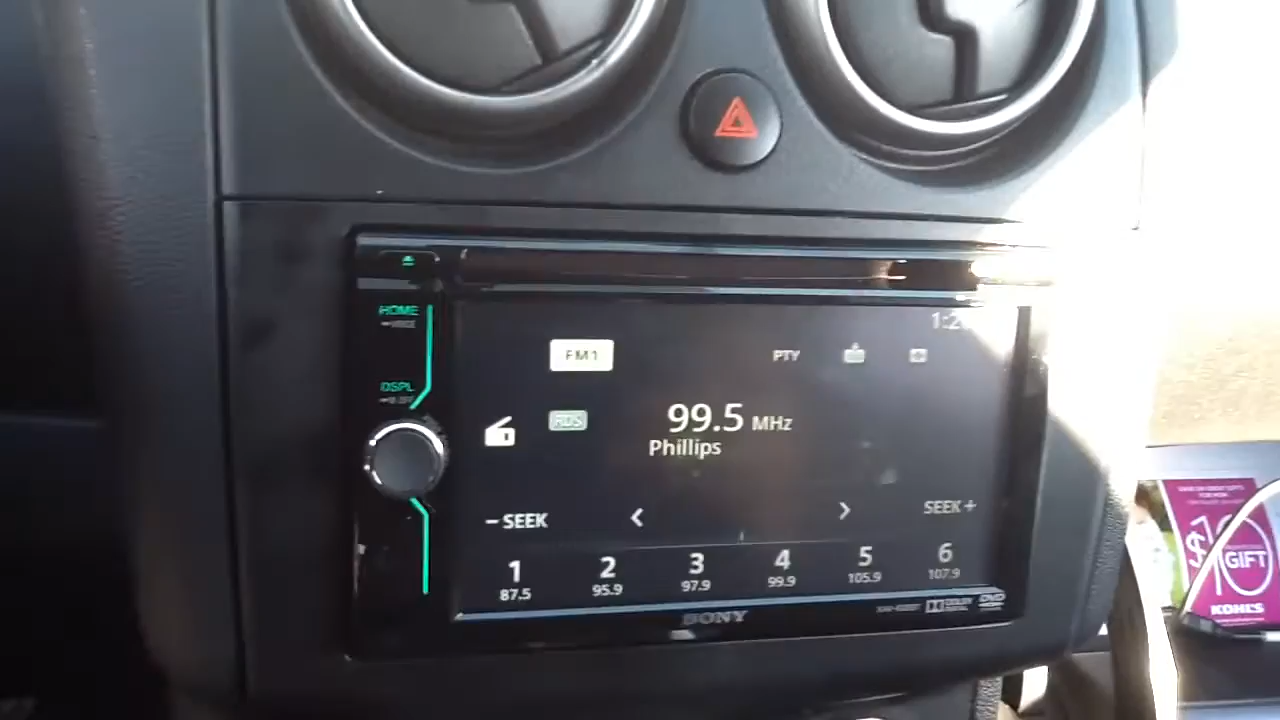 HOME
DSPL
FM1
PTY
RDS
99.5 MHz
Phillips
– SEEK
SEEK +
1 2 3 4 5 6
87.5 95.9 97.9 99.9 105.9 107.9
SONY
$10
GIFT
KOHL'S